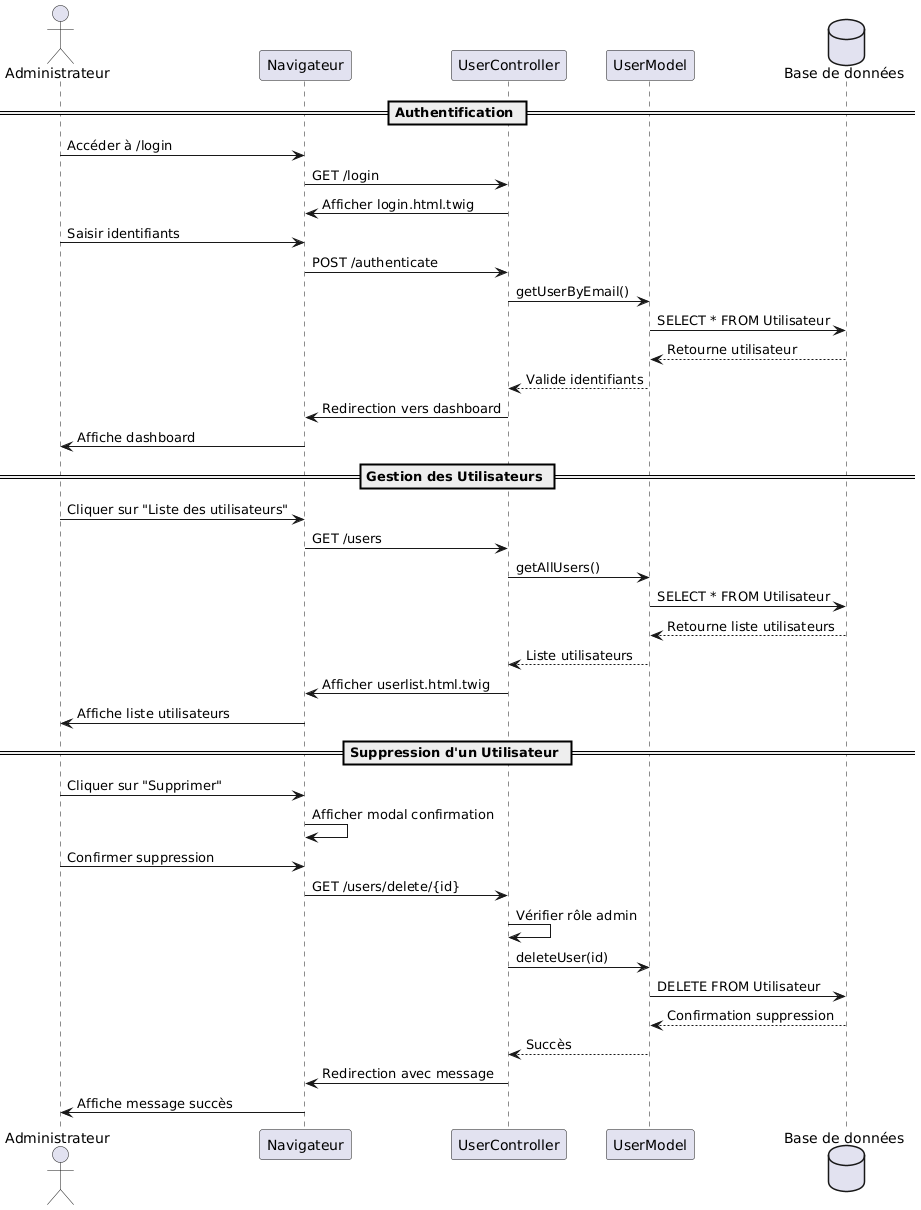 Administrateur
Navigateur
UserController
UserModel
Base de données
Authentification
Accéder à /login
GET /login
Afficher login.html.twig
Saisir identifiants
POST /authenticate
getUserByEmail()
SELECT * FROM Utilisateur
Retourne utilisateur
Valide identifiants
Redirection vers dashboard
Affiche dashboard
Gestion des Utilisateurs
Cliquer sur "Liste des utilisateurs"
GET /users
getAllUsers()
SELECT * FROM Utilisateur
Retourne liste utilisateurs
Liste utilisateurs
Afficher userlist.html.twig
Affiche liste utilisateurs
Suppression d'un Utilisateur
Cliquer sur "Supprimer"
Afficher modal confirmation
Confirmer suppression
GET /users/delete/{id}
Vérifier rôle admin
deleteUser(id)
DELETE FROM Utilisateur
Confirmation suppression
Succès
Redirection avec message
Affiche message succès
Administrateur
Navigateur
UserController
UserModel
Base de données